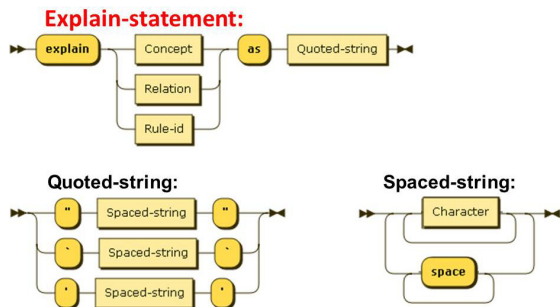 Explain-statement:
explain Concept as Quoted-string
Relation
Rule-id
Quoted-string: Spaced-string:
" Spaced-string " Character
` Spaced-string ` space
' Spaced-string '